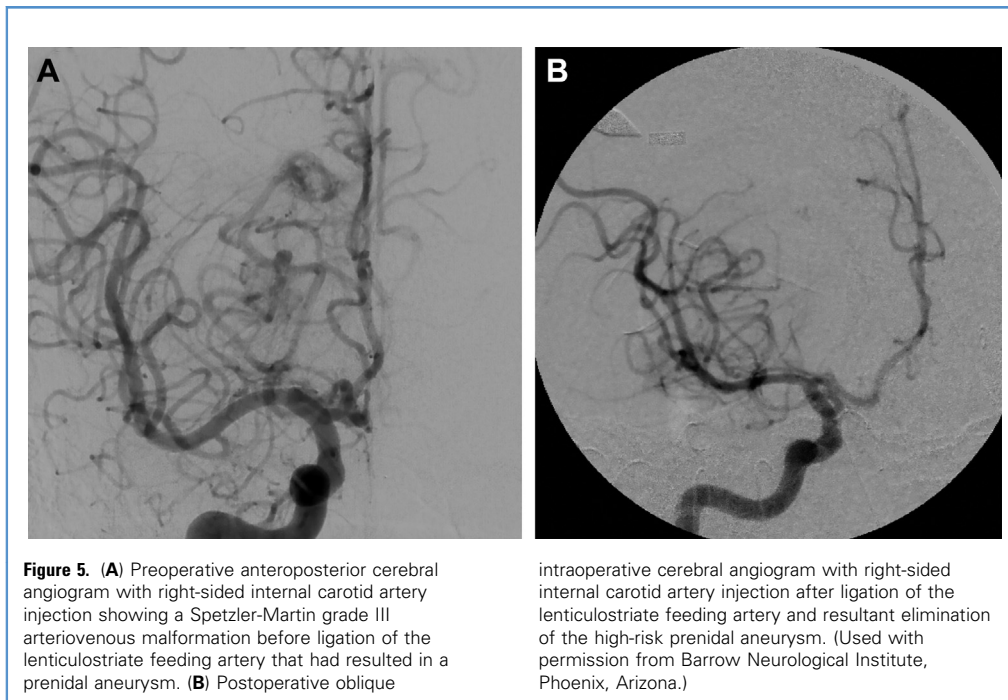 A
B
Figure 5. (A) Preoperative anteroposterior cerebral
angiogram with right-sided internal carotid artery
injection showing a Spetzler-Martin grade III
arteriovenous malformation before ligation of the
lenticulostriate feeding artery that had resulted in a
prenidal aneurysm. (B) Postoperative oblique
intraoperative cerebral angiogram with right-sided
internal carotid artery injection after ligation of the
lenticulostriate feeding artery and resultant elimination
of the high-risk prenidal aneurysm. (Used with
permission from Barrow Neurological Institute,
Phoenix, Arizona.)